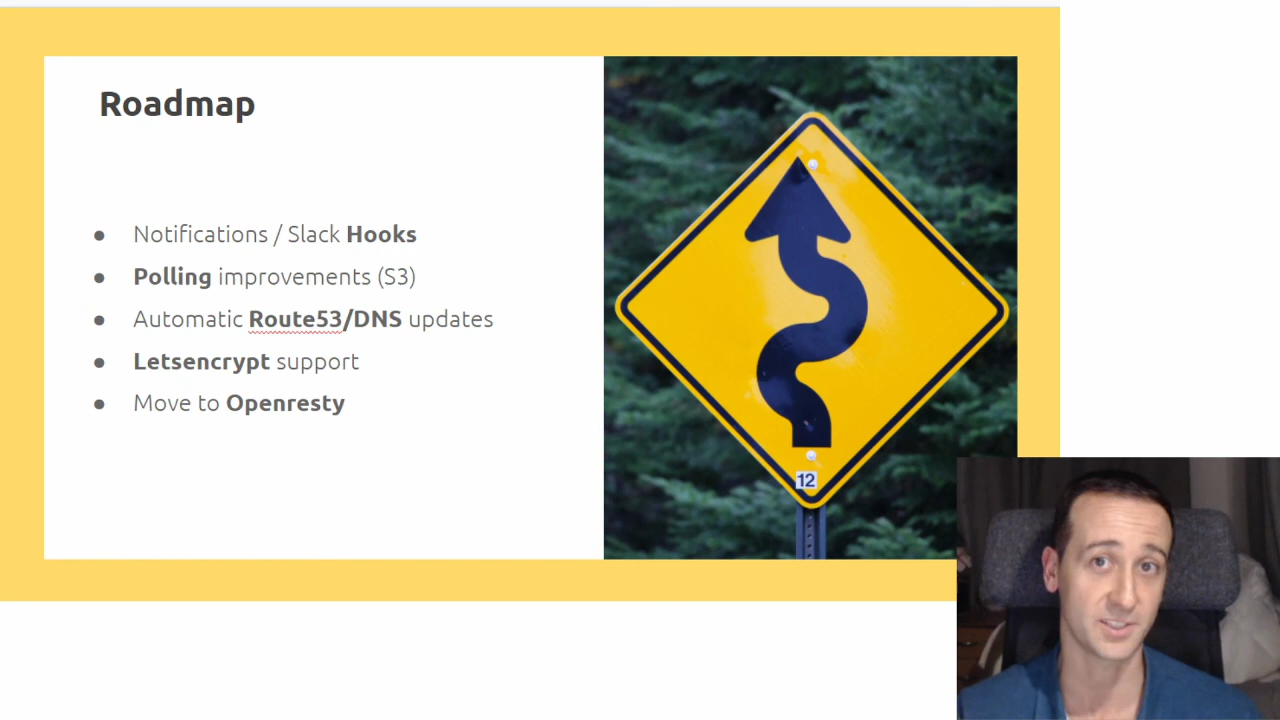 Roadmap
● Notifications / Slack Hooks
● Polling improvements (S3)
● Automatic Route53/DNS updates
● Letsencrypt support
● Move to Openresty
12